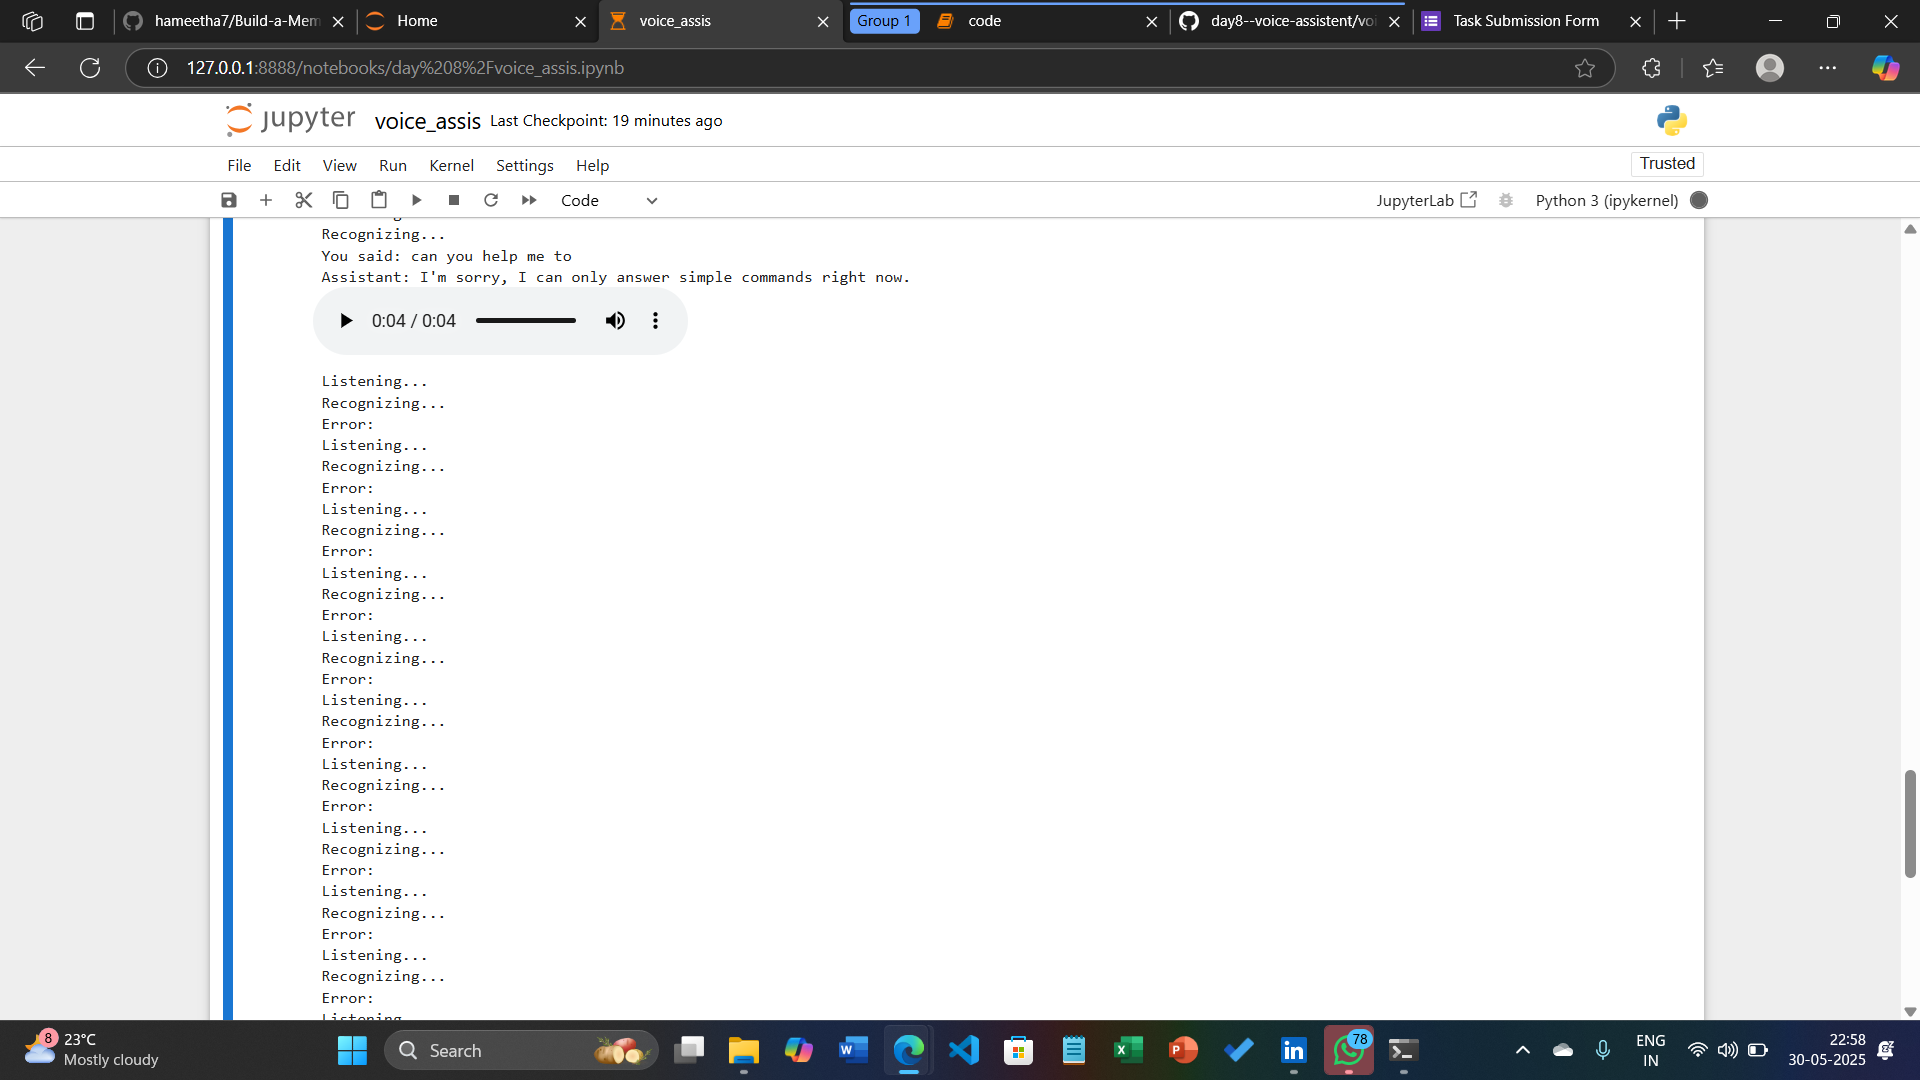 hameetha7/Build-a-Mem
Home
voice_assis
Group 1
code
day8--voice-assistent/voi
Task Submission Form
127.0.0.1:8888/notebooks/day%208%2Fvoice_assis.ipynb
jupyter
voice_assis
Last Checkpoint: 19 minutes ago
File
Edit
View
Run
Kernel
Settings
Help
Trusted
Code
JupyterLab
Python 3 (ipykernel)
Recognizing...
You said: can you help me to
Assistant: I'm sorry, I can only answer simple commands right now.
0:04 / 0:04
Listening...
Recognizing...
Error:
Listening...
Recognizing...
Error:
Listening...
Recognizing...
Error:
Listening...
Recognizing...
Error:
Listening...
Recognizing...
Error:
Listening...
Recognizing...
Error:
Listening...
Recognizing...
Error:
Listening...
Recognizing...
Error:
Listening...
Recognizing...
Error:
Listening...
Recognizing...
Error:
Listening
8
23°C
Mostly cloudy
Search
78
ENG
IN
22:58
30-05-2025